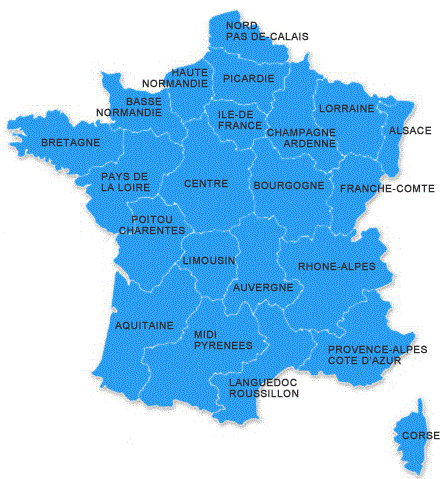 NORD
PAS DE-CALAIS
HAUTE
NORMANDIE
PICARDIE
BASSE
NORMANDIE
ILE-DE
FRANCE
LORRAINE
CHAMPAGNE
ARDENNE
ALSACE
BRETAGNE
PAYS DE
LA LOIRE
CENTRE
BOURGOGNE
FRANCHE-COMTE
POITOU
CHARENTES
LIMOUSIN
RHONE-ALPES
AUVERGNE
AQUITAINE
MIDI
PYRENEES
PROVENCE-ALPES
COTE D'AZUR
LANGUEDOC
ROUSSILLON
CORSE